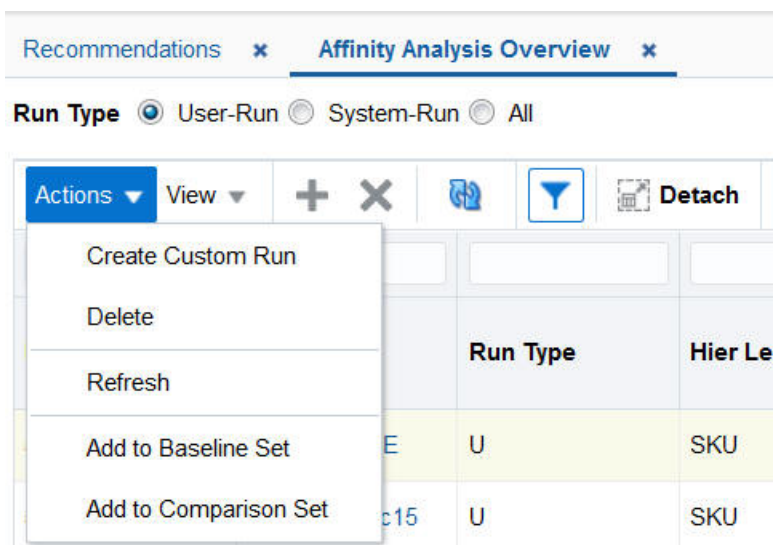 Recommendations Affinity Analysis Overview
Run Type User-Run System-Run All
Actions View Detach
Create Custom Run
Delete
Run Type Hier Le
Refresh
Add to Baseline Set E U SKU
Add to Comparison Set c15 U SKU